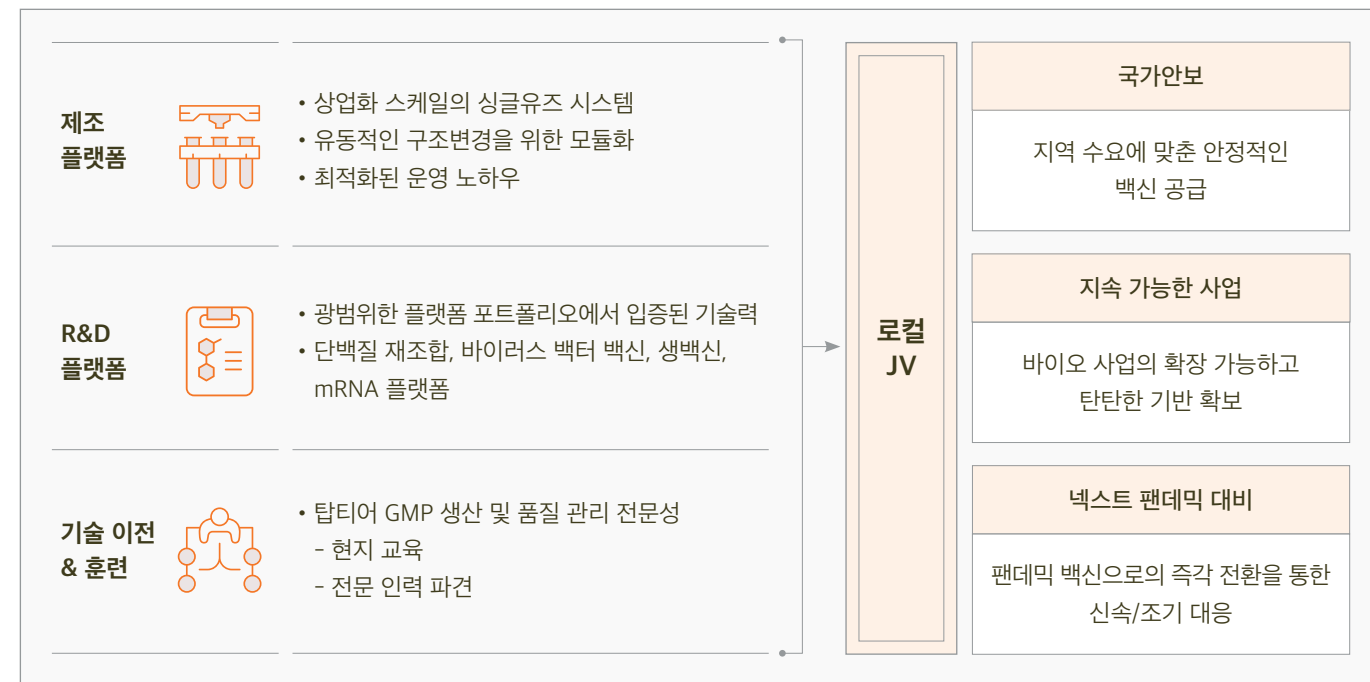 제조
플랫폼
• 상업화 스케일의 싱글유즈 시스템
• 유동적인 구조변경을 위한 모듈화
• 최적화된 운영 노하우
R&D
플랫폼
• 광범위한 플랫폼 포트폴리오에서 입증된 기술력
• 단백질 재조합, 바이러스 백터 백신, 생백신,
mRNA 플랫폼
기술 이전
& 훈련
• 탑티어 GMP 생산 및 품질 관리 전문성
– 현지 교육
– 전문 인력 파견
로컬
JV
국가안보
지역 수요에 맞춘 안정적인
백신 공급
지속 가능한 사업
바이오 사업의 확장 가능하고
탄탄한 기반 확보
넥스트 팬데믹 대비
팬데믹 백신으로의 즉각 전환을 통한
신속/조기 대응